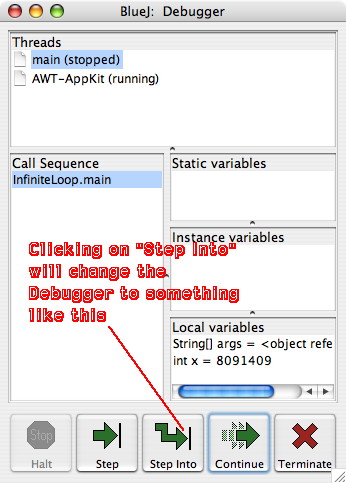 BlueJ: Debugger
Threads
main (stopped)
AWT-AppKit (running)
Call Sequence
InfiniteLoop.main
Static variables
Instance variables
Clicking on "Step Into"
will change the
Debugger to something
like this
Local variables
String[] args = <object refe
int x = 8091409
Stop
Halt
Step
Step Into
Continue
Terminate